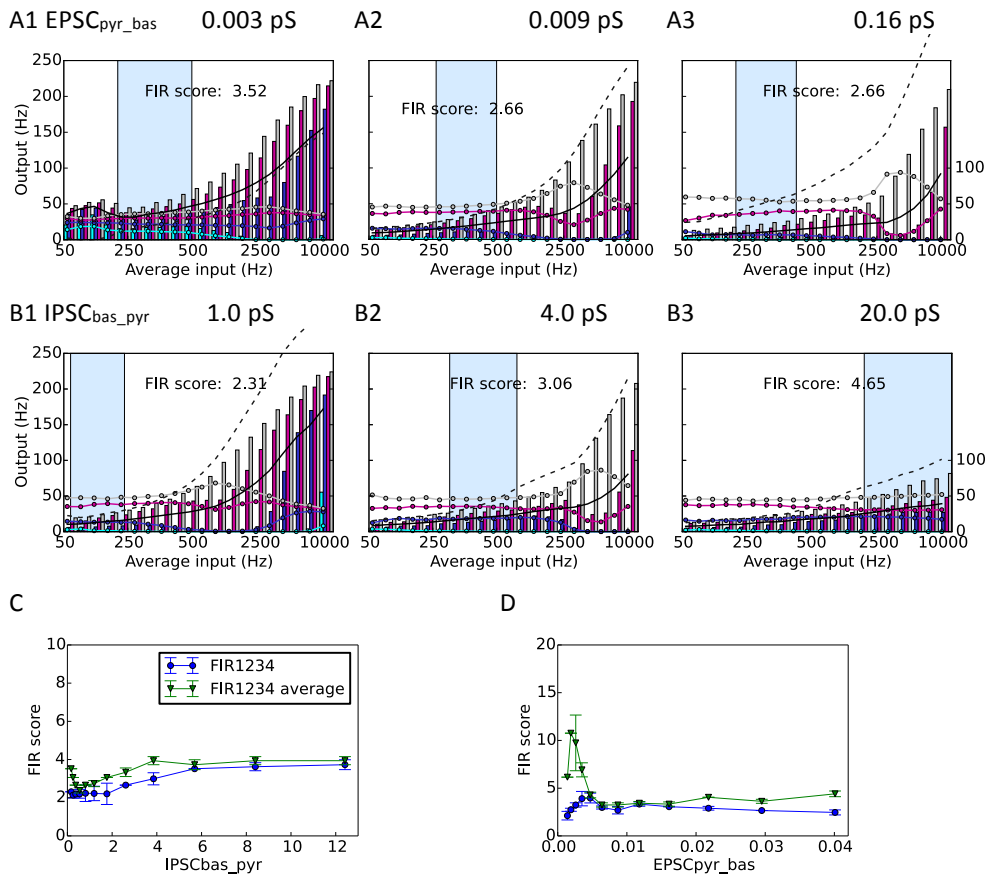 A1 EPSCpyr_bas 0.003 pS A2 0.009 pS A3 0.16 pS
250
200
150
100
50
0
Output (Hz)
FIR score: 3.52
FIR score: 2.66
FIR score: 2.66
100
50
0
50 250 500 2500 10000
50 250 500 2500 10000
50 250 500 2500 10000
Average input (Hz) Average input (Hz) Average input (Hz)
B1 IPSCbas_pyr 1.0 pS B2 4.0 pS B3 20.0 pS
250
200
150
100
50
0
Output (Hz)
FIR score: 2.31
FIR score: 3.06
FIR score: 4.65
100
50
0
50 250 500 2500 10000
50 250 500 2500 10000
50 250 500 2500 10000
Average input (Hz) Average input (Hz) Average input (Hz)
C
10
8
6
4
2
0
FIR score
FIR1234
FIR1234 average
0 2 4 6 8 10 12
IPSCbas_pyr
D
20
15
10
5
0
FIR score
0.00 0.01 0.02 0.03 0.04
EPSCpyr_bas